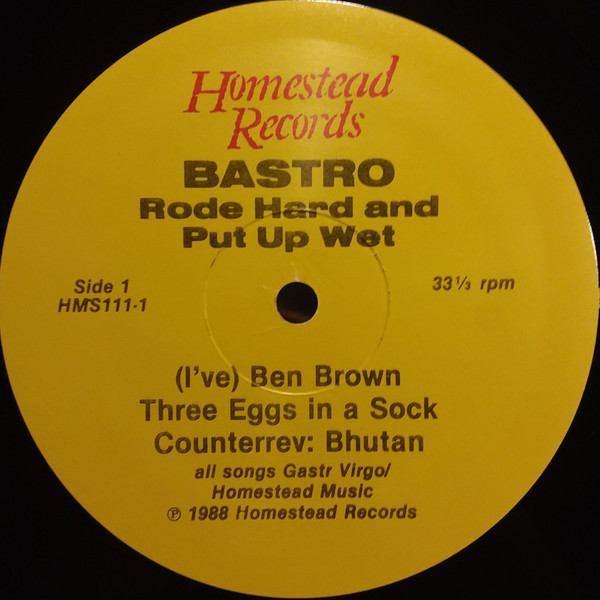 Homestead
Records
BASTRO
Rode Hard and
Put Up Wet
Side 1
HMS111-1
33⅓ rpm
(I've) Ben Brown
Three Eggs in a Sock
Counterrev: Bhutan
all songs Gastr Virgo/
Homestead Music
℗ 1988 Homestead Records